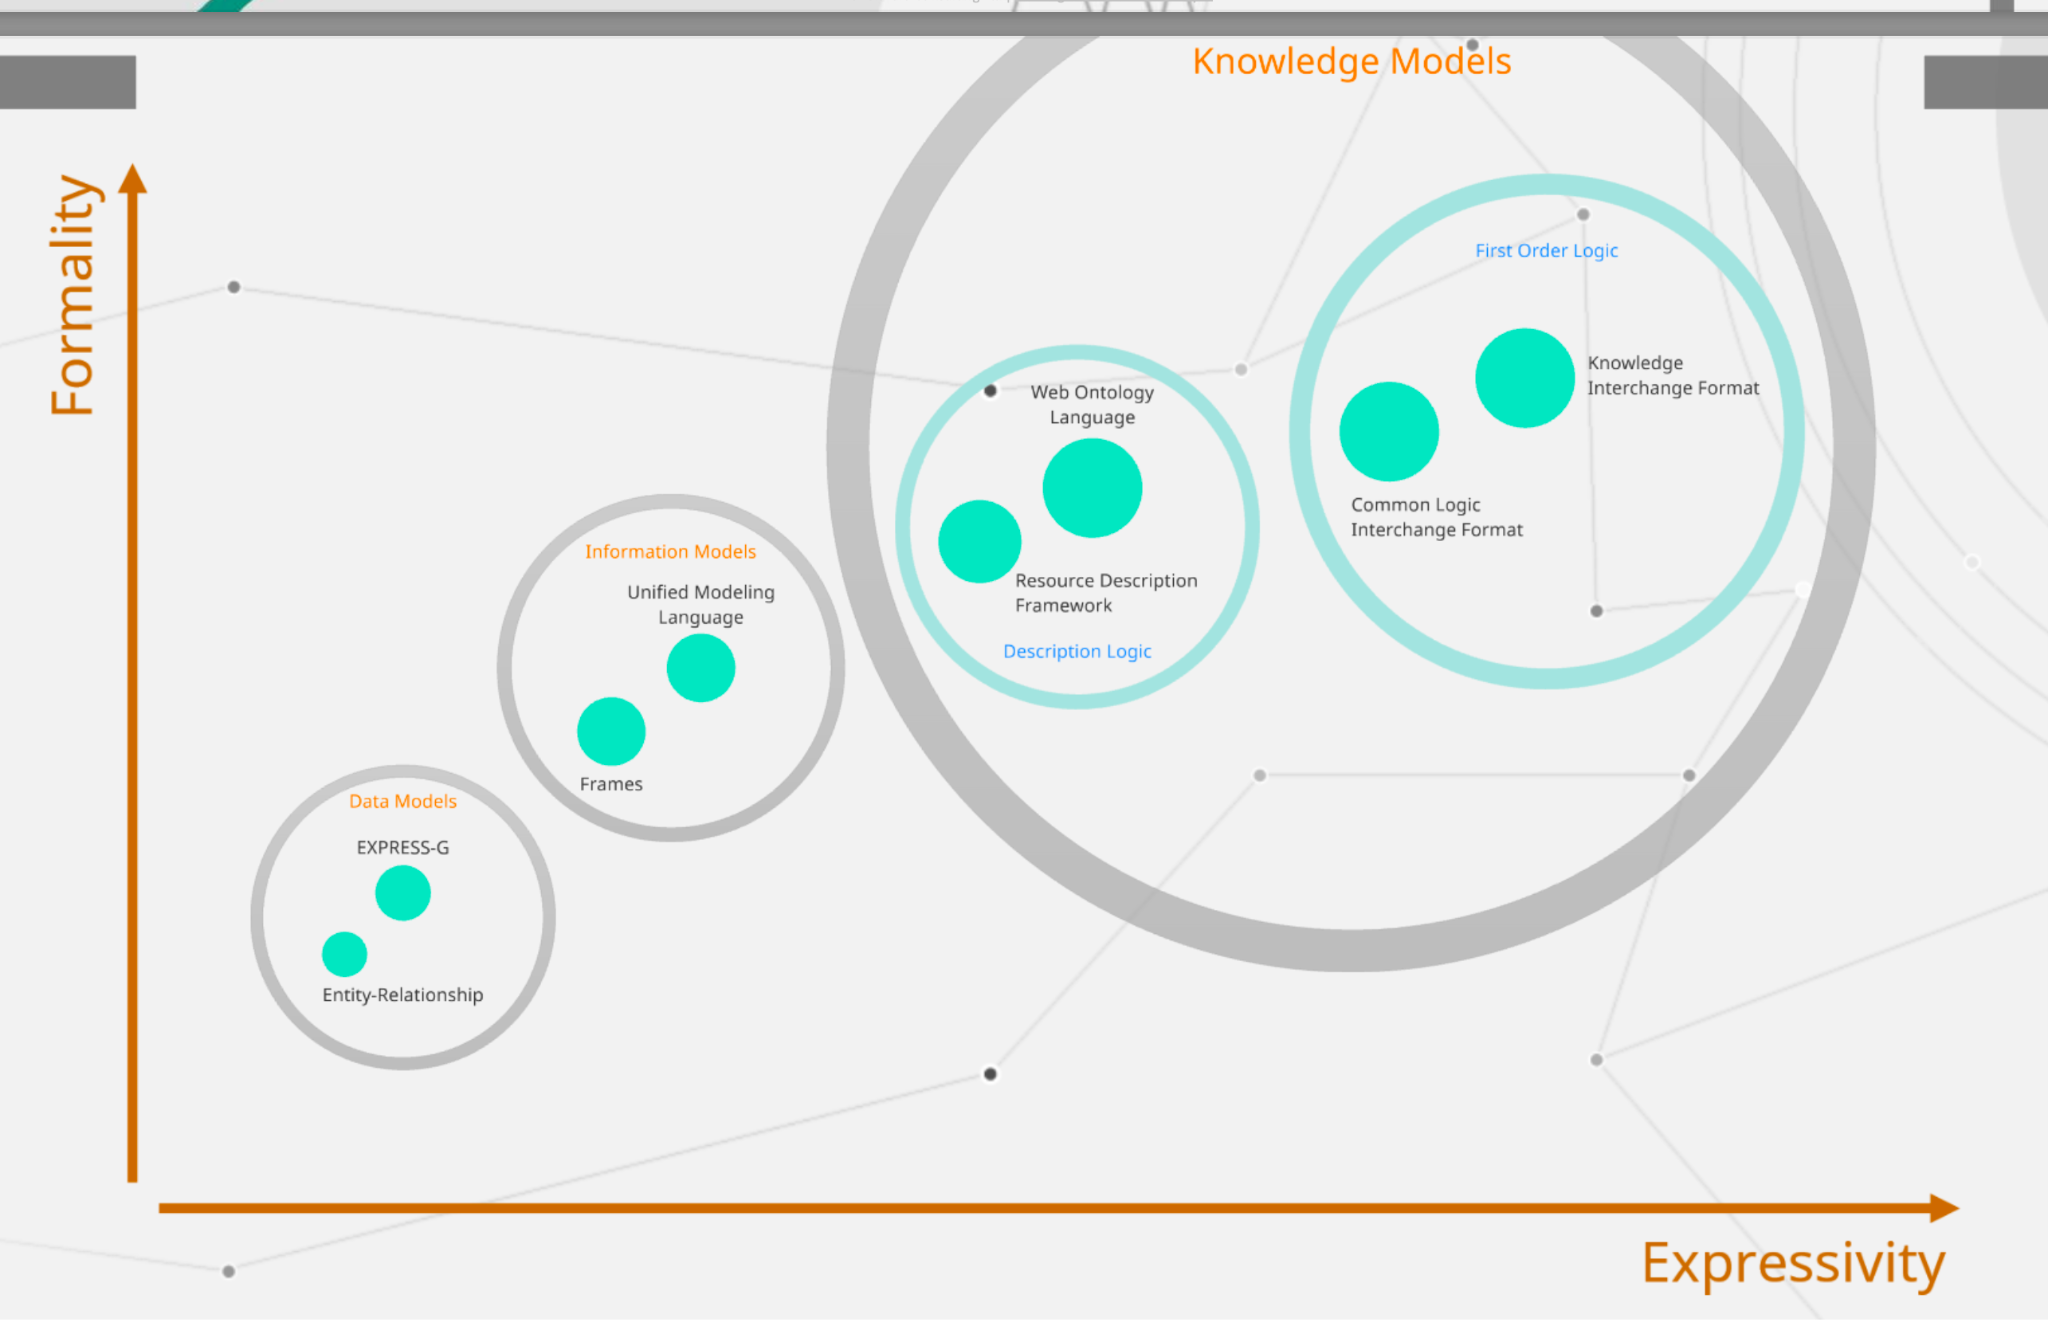 Knowledge Models
Formality
First Order Logic
Knowledge
Interchange Format
Web Ontology
Language
Common Logic
Interchange Format
Information Models
Unified Modeling
Language
Resource Description
Framework
Description Logic
Frames
Data Models
EXPRESS-G
Entity-Relationship
Expressivity